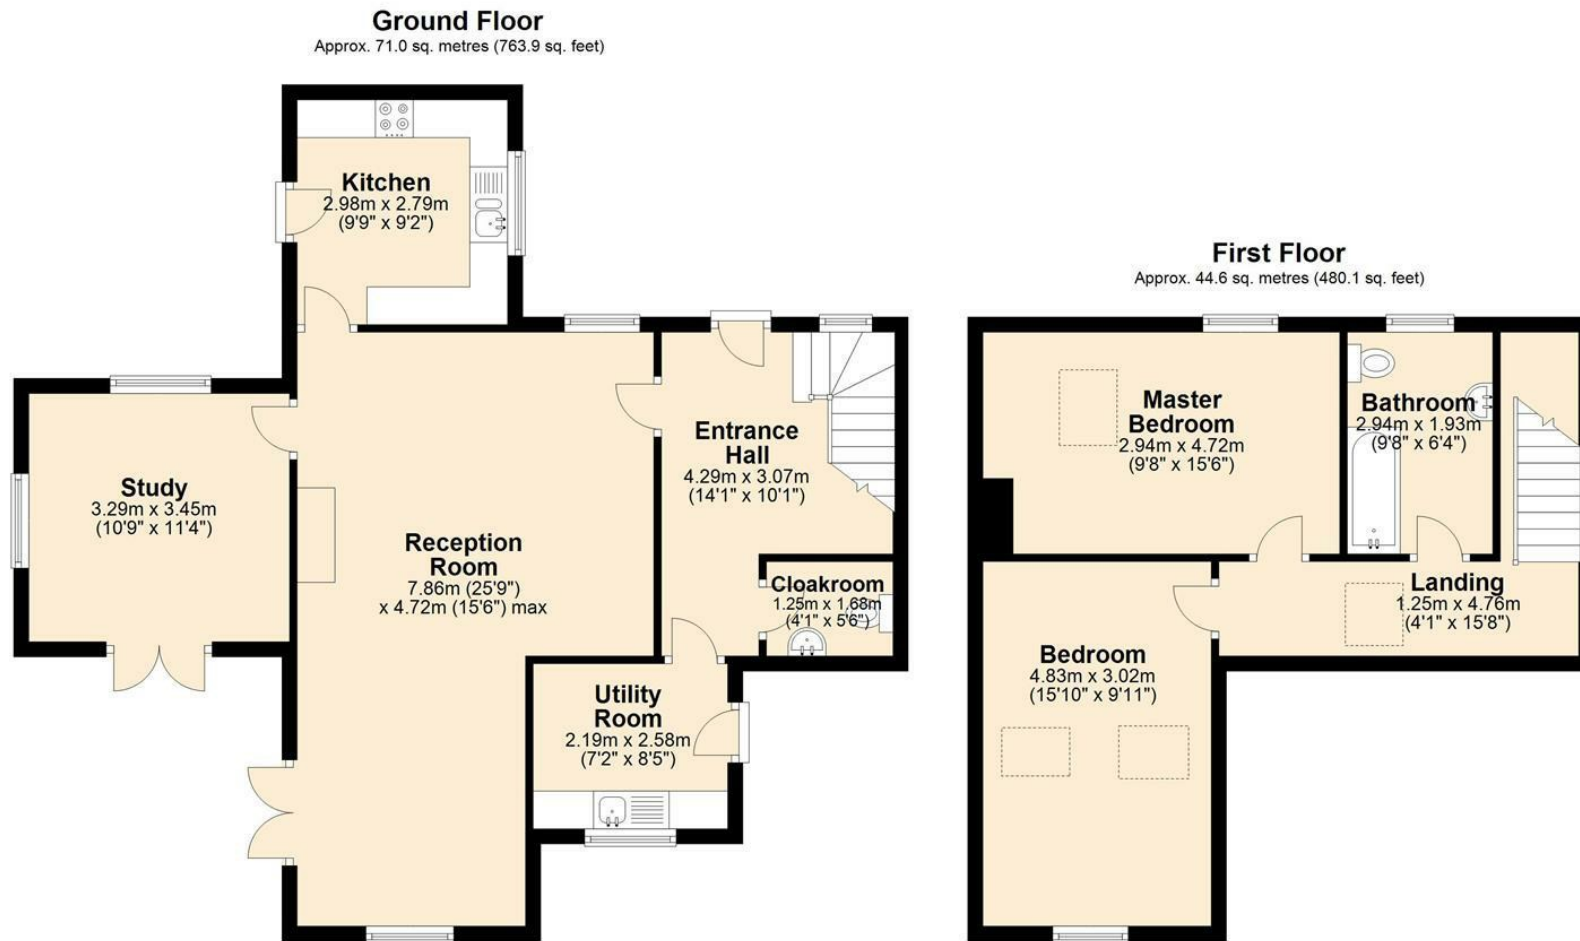 Ground Floor
Approx. 71.0 sq. metres (763.9 sq. feet)
Kitchen
2.98m x 2.79m
(9'9" x 9'2")
Study
3.29m x 3.45m
(10'9" x 11'4")
Reception
Room
7.86m (25'9")
x 4.72m (15'6") max
Entrance
Hall
4.29m x 3.07m
(14'1" x 10'1")
Cloakroom
1.25m x 1.68m
(4'1" x 5'6")
Utility
Room
2.19m x 2.58m
(7'2" x 8'5")
First Floor
Approx. 44.6 sq. metres (480.1 sq. feet)
Master
Bedroom
2.94m x 4.72m
(9'8" x 15'6")
Bathroom
2.94m x 1.93m
(9'8" x 6'4")
Landing
1.25m x 4.76m
(4'1" x 15'8")
Bedroom
4.83m x 3.02m
(15'10" x 9'11")